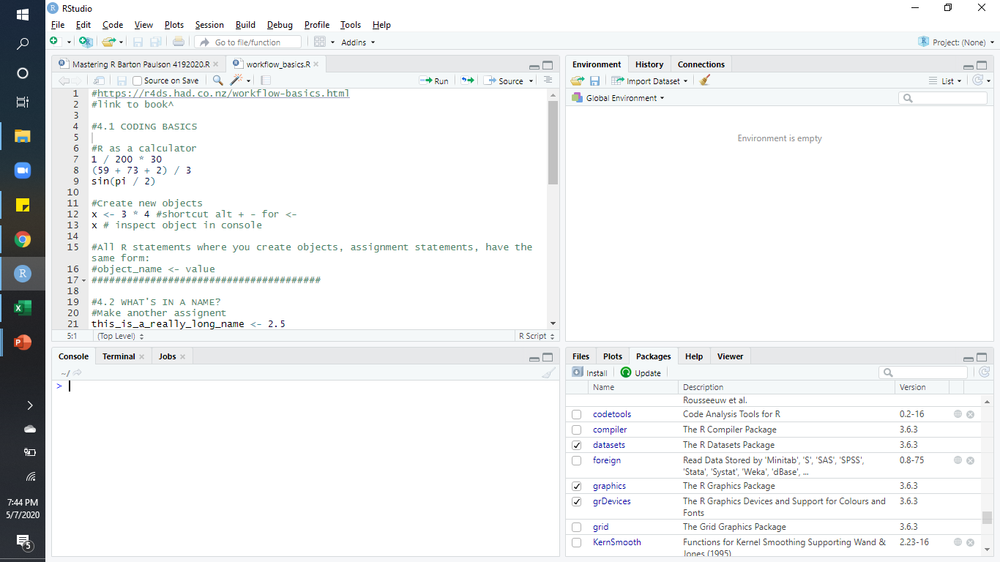 RStudio
File Edit Code View Plots Session Build Debug Profile Tools Help
Go to file/function Addins Project: (None)
Mastering R Barton Paulson 4192020.R workflow_basics.R
Source on Save Run Source
1 #https://r4ds.had.co.nz/workflow-basics.html
2 #link to book^
3
4 #4.1 CODING BASICS
5
6 #R as a calculator
7 1 / 200 * 30
8 (59 + 73 + 2) / 3
9 sin(pi / 2)
10
11 #Create new objects
12 x <- 3 * 4 #shortcut alt + - for <-
13 x # inspect object in console
14
15 #All R statements where you create objects, assignment statements, have the
same form:
16 #object_name <- value
17 #######################################
18
19 #4.2 WHAT'S IN A NAME?
20 #Make another assignent
21 this_is_a_really_long_name <- 2.5
5:1 (Top Level) R Script
Console Terminal Jobs
~/
>
Environment History Connections
Import Dataset List
Global Environment
Environment is empty
Files Plots Packages Help Viewer
Install Update
Name Description Version
Rousseeuw et al.
codetools Code Analysis Tools for R 0.2-16
compiler The R Compiler Package 3.6.3
datasets The R Datasets Package 3.6.3
foreign Read Data Stored by 'Minitab', 'S', 'SAS', 'SPSS', 0.8-75
'Stata', 'Systat', 'Weka', 'dBase', ...
graphics The R Graphics Package 3.6.3
grDevices The R Graphics Devices and Support for Colours and 3.6.3
Fonts
grid The Grid Graphics Package 3.6.3
KernSmooth Functions for Kernel Smoothing Supporting Wand & 2.23-16
Jones (1995)
7:44 PM
5/7/2020
5